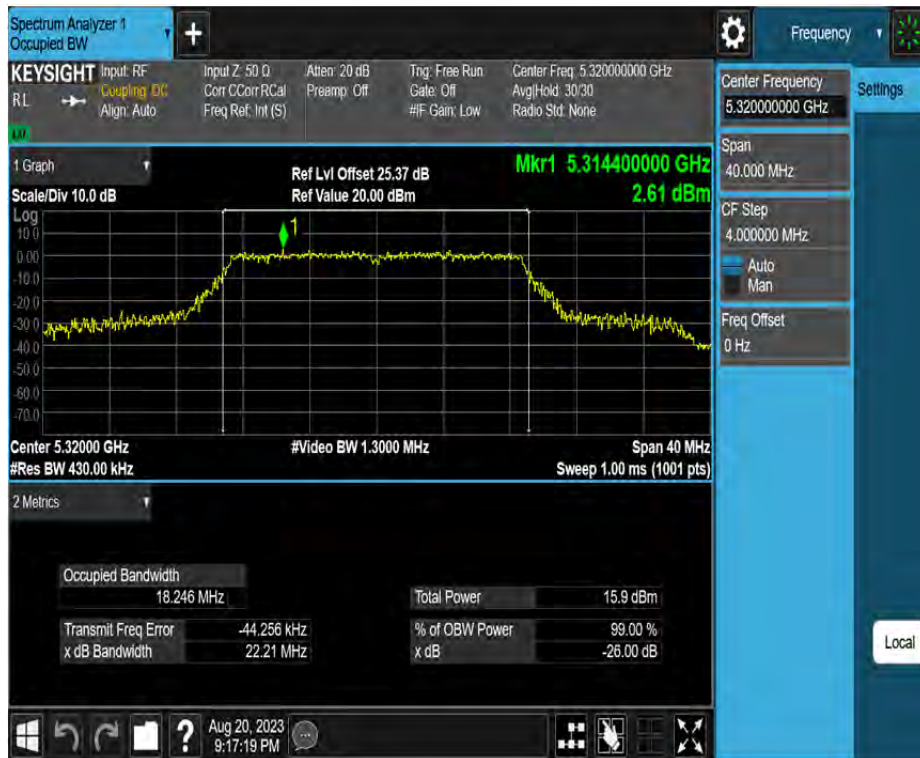 Spectrum Analyzer 1
Occupied BW
+
Frequency
KEYSIGHT
RL
Input: RF
Coupling: DC
Align: Auto
Input Z: 50 Ω
Corr CCorr RCal
Freq Ref: Int (S)
Atten: 20 dB
Preamp: Off
Trig: Free Run
Gate: Off
#IF Gain: Low
Center Freq: 5.320000000 GHz
Avg|Hold: 30/30
Radio Std: None
Center Frequency
5.320000000 GHz
Settings
Span
40.000 MHz
CF Step
4.000000 MHz
Auto
Man
Freq Offset
0 Hz
1 Graph
Scale/Div 10.0 dB
Ref Lvl Offset 25.37 dB
Ref Value 20.00 dBm
Mkr1 5.314400000 GHz
2.61 dBm
Log
10.0
0.00
-10.0
-20.0
-30.0
-40.0
-50.0
-60.0
-70.0
1
Center 5.32000 GHz
#Video BW 1.3000 MHz
Span 40 MHz
#Res BW 430.00 kHz
Sweep 1.00 ms (1001 pts)
2 Metrics
Occupied Bandwidth
18.246 MHz
Total Power 15.9 dBm
Transmit Freq Error -44.256 kHz
% of OBW Power 99.00 %
x dB Bandwidth 22.21 MHz
x dB -26.00 dB
Local
?
Aug 20, 2023
9:17:19 PM